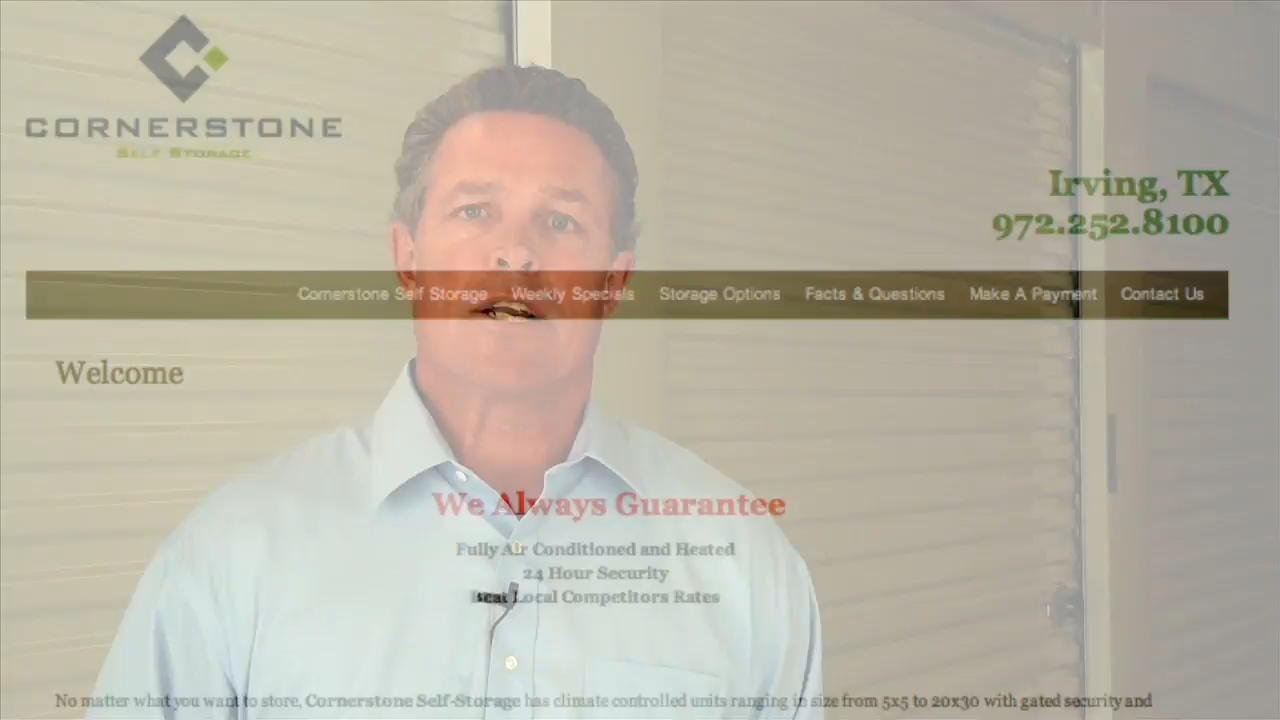 CORNERSTONE
SELF STORAGE
Irving, TX
972.252.8100
Cornerstone Self Storage Weekly Specials Storage Options Facts & Questions Make A Payment Contact Us
Welcome
We Always Guarantee
Fully Air Conditioned and Heated
24 Hour Security
Beat Local Competitors Rates
No matter what you want to store, Cornerstone Self-Storage has climate controlled units ranging in size from 5x5 to 20x30 with gated security and